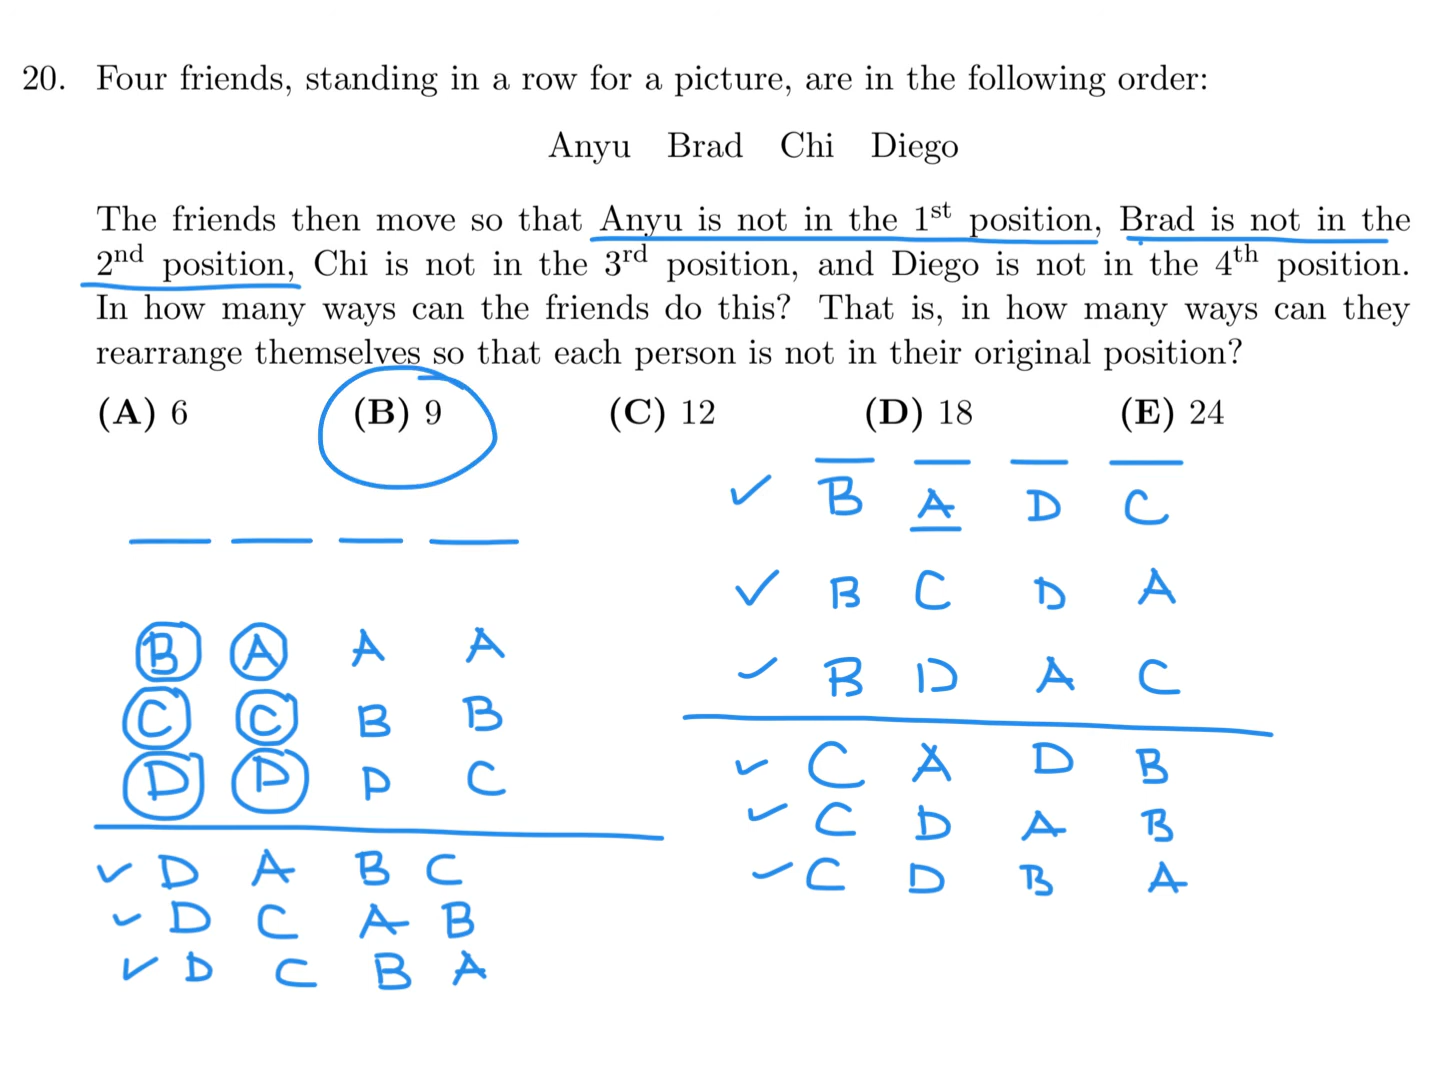 20. Four friends, standing in a row for a picture, are in the following order:
Anyu Brad Chi Diego
The friends then move so that Anyu is not in the 1st position, Brad is not in the
2nd position, Chi is not in the 3rd position, and Diego is not in the 4th position.
In how many ways can the friends do this? That is, in how many ways can they
rearrange themselves so that each person is not in their original position?
(A) 6 (B) 9 (C) 12 (D) 18 (E) 24
B A A A
C C B B
D D D C
D A B C
D C A B
D C B A
B A D C
B C D A
B D A C
C A D B
C D A B
C D B A